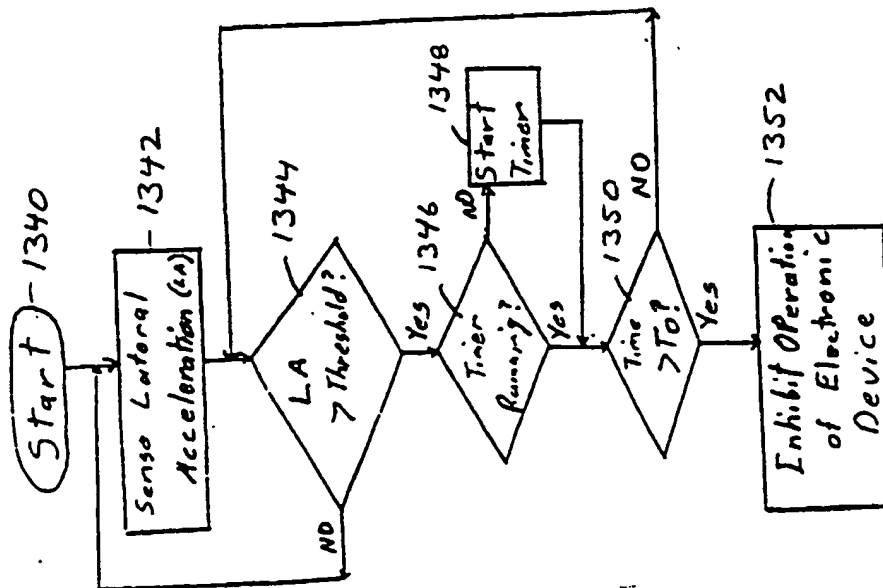 Start
1340
Sense Lateral
Acceleration (LA)
1342
LA
> Threshold?
1344
NO
Yes
Timer
Running?
1346
NO
Start
Timer
1348
Yes
Time
> To?
1350
NO
Yes
Inhibit Operation
of Electronic
Device
1352